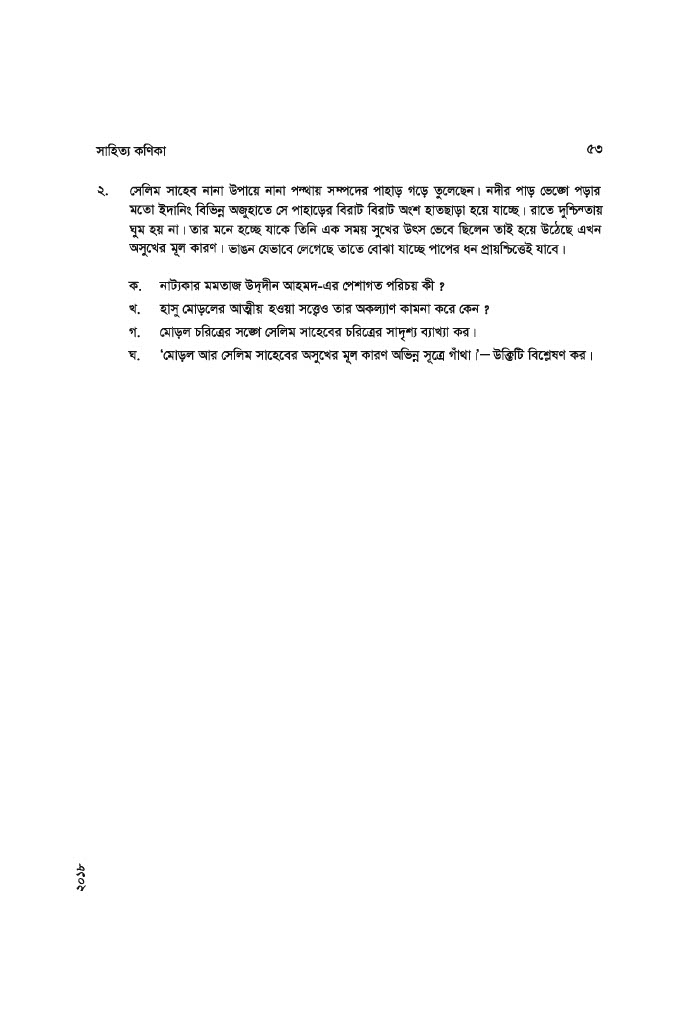 সাহিত্য কণিকা ৫৩
২. সেলিম সাহেব নানা উপায়ে নানা পন্থায় সম্পদের পাহাড় গড়ে তুলেছেন। নদীর পাড় ভেঙ্গে পড়ার
মতো ইদানিং বিভিন্ন অজুহাতে সে পাহাড়ের বিরাট বিরাট অংশ হাতছাড়া হয়ে যাচ্ছে। রাতে দুশ্চিন্তায়
ঘুম হয় না। তার মনে হচ্ছে যাকে তিনি এক সময় সুখের উৎস ভেবে ছিলেন তাই হয়ে উঠেছে এখন
অসুখের মূল কারণ। ভাঙন যেভাবে লেগেছে তাতে বোঝা যাচ্ছে পাপের ধন প্রায়শ্চিত্তেই যাবে।
ক. নাট্যকার মমতাজ উদ্‌দীন আহমদ-এর পেশাগত পরিচয় কী ?
খ. হাসু মোড়লের আত্মীয় হওয়া সত্ত্বেও তার অকল্যাণ কামনা করে কেন ?
গ. মোড়ল চরিত্রের সঙ্গে সেলিম সাহেবের চরিত্রের সাদৃশ্য ব্যাখ্যা কর।
ঘ. ‘মোড়ল আর সেলিম সাহেবের অসুখের মূল কারণ অভিন্ন সূত্রে গাঁথা।’— উক্তিটি বিশ্লেষণ কর।
২০১৮